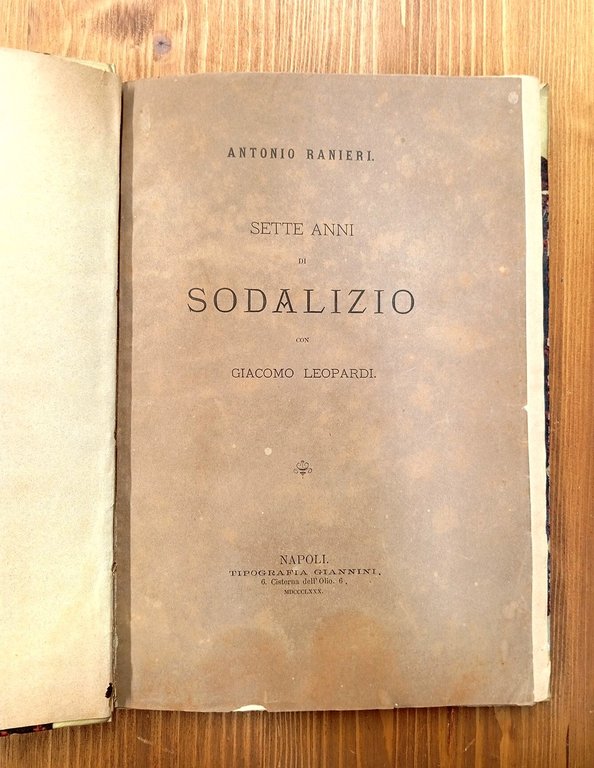 ANTONIO RANIERI.
SETTE ANNI
DI
SODALIZIO
CON
GIACOMO LEOPARDI.
NAPOLI.
TIPOGRAFIA GIANNINI,
6. Cisterna dell'Olio. 6,
MDCCCLXXX.